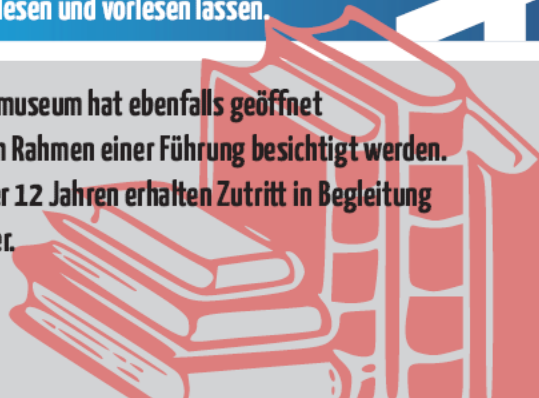 lesen und vorlesen lassen.
museum hat ebenfalls geöffnet
Rahmen einer Führung besichtigt werden.
12 Jahren erhalten Zutritt in Begleitung